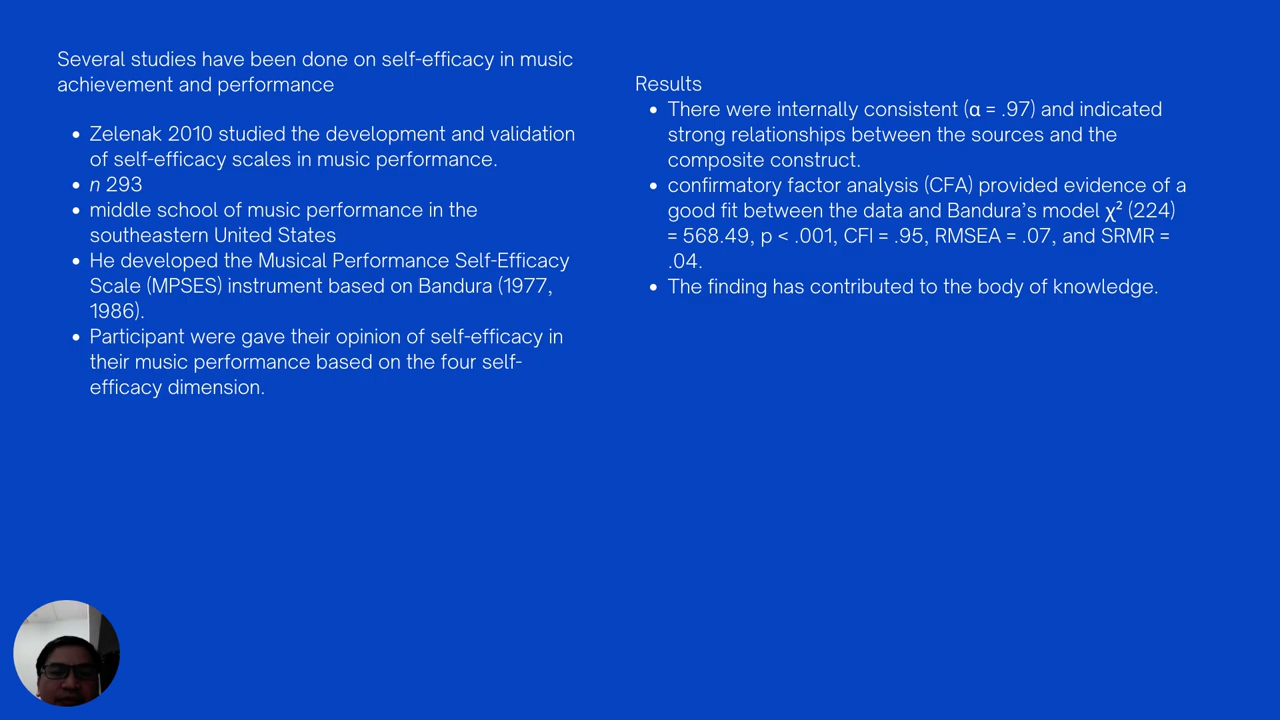 Several studies have been done on self-efficacy in music
achievement and performance
• Zelenak 2010 studied the development and validation
of self-efficacy scales in music performance.
• n 293
• middle school of music performance in the
southeastern United States
• He developed the Musical Performance Self-Efficacy
Scale (MPSES) instrument based on Bandura (1977,
1986).
• Participant were gave their opinion of self-efficacy in
their music performance based on the four self-
efficacy dimension.
Results
• There were internally consistent (α = .97) and indicated
strong relationships between the sources and the
composite construct.
• confirmatory factor analysis (CFA) provided evidence of a
good fit between the data and Bandura’s model χ² (224)
= 568.49, p < .001, CFI = .95, RMSEA = .07, and SRMR =
.04.
• The finding has contributed to the body of knowledge.